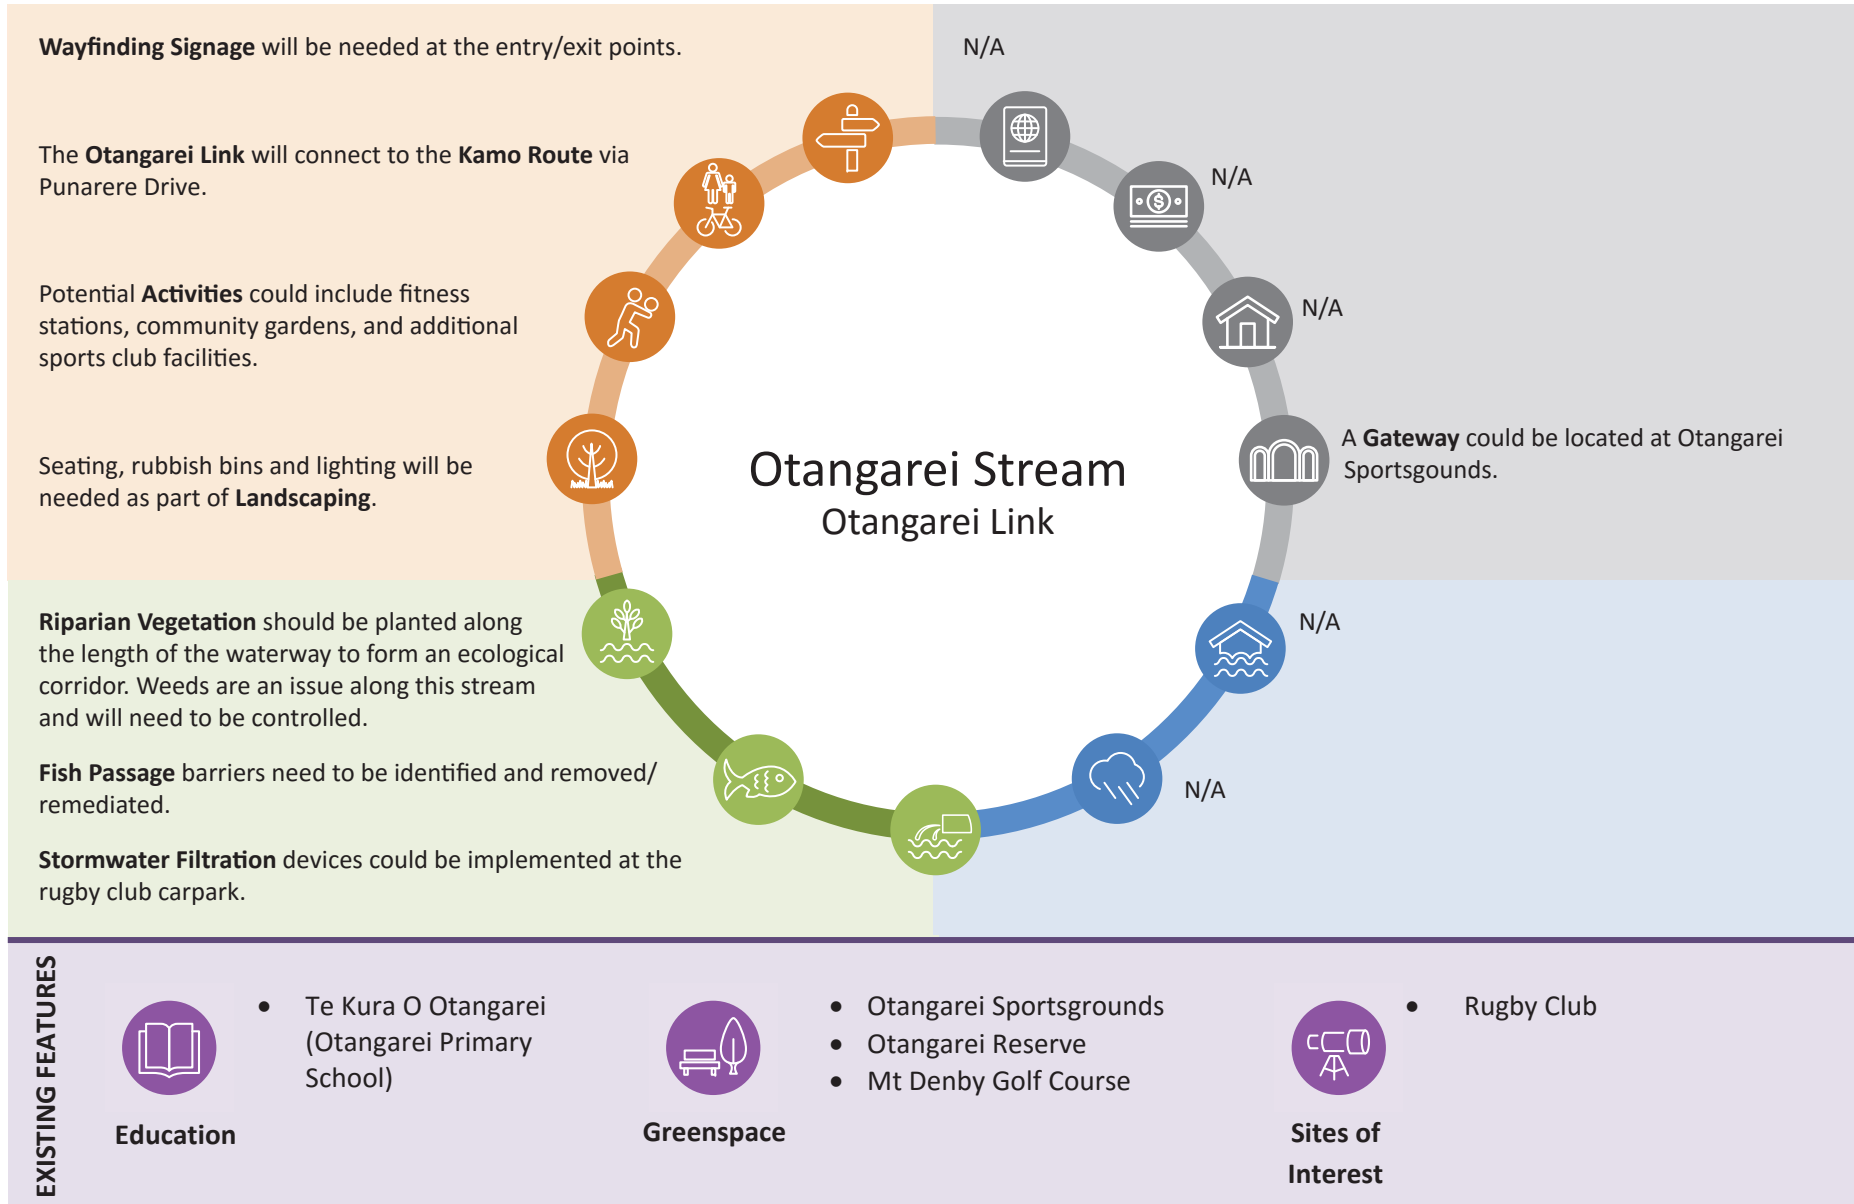 Wayfinding Signage will be needed at the entry/exit points.
The Otangarei Link will connect to the Kamo Route via
Punarere Drive.
Potential Activities could include fitness
stations, community gardens, and additional
sports club facilities.
Seating, rubbish bins and lighting will be
needed as part of Landscaping.
N/A
N/A
N/A
A Gateway could be located at Otangarei
Sportsgounds.
Otangarei Stream
Otangarei Link
Riparian Vegetation should be planted along
the length of the waterway to form an ecological
corridor. Weeds are an issue along this stream
and will need to be controlled.
Fish Passage barriers need to be identified and removed/
remediated.
Stormwater Filtration devices could be implemented at the
rugby club carpark.
N/A
N/A
EXISTING FEATURES
• Te Kura O Otangarei
(Otangarei Primary
School)
Education
• Otangarei Sportsgrounds
• Otangarei Reserve
• Mt Denby Golf Course
Greenspace
• Rugby Club
Sites of
Interest